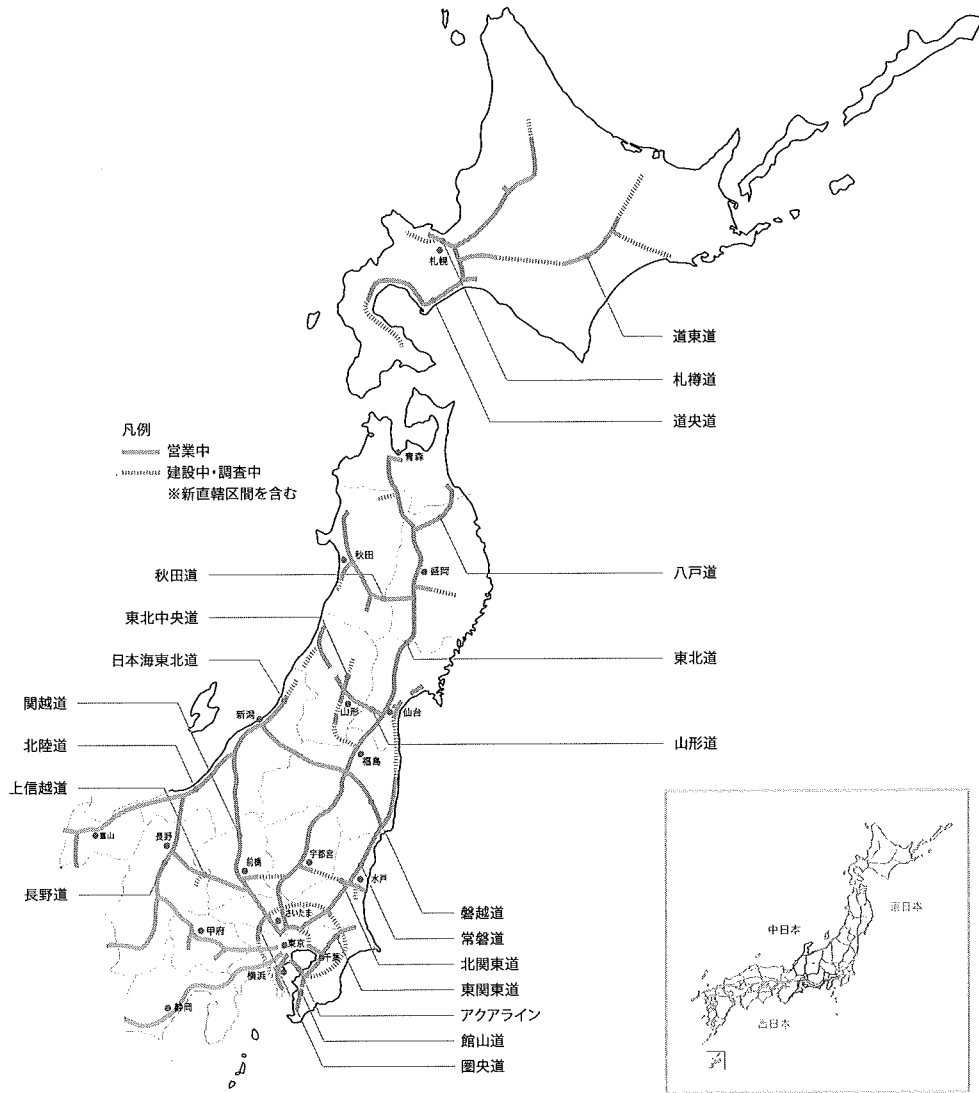 札幌
道東道
札樽道
道央道
凡例
営業中
建設中・調査中
※新直轄区間を含む
青森
秋田
盛岡
八戸道
秋田道
東北中央道
東北道
日本海東北道
関越道
新潟
山形
仙台
北陸道
福島
山形道
上信越道
富山
長野
前橋
宇都宮
水戸
長野道
さいたま
磐越道
甲府
東京
常磐道
千葉
北関東道
横浜
東関東道
静岡
アクアライン
館山道
圏央道
東日本
中日本
西日本